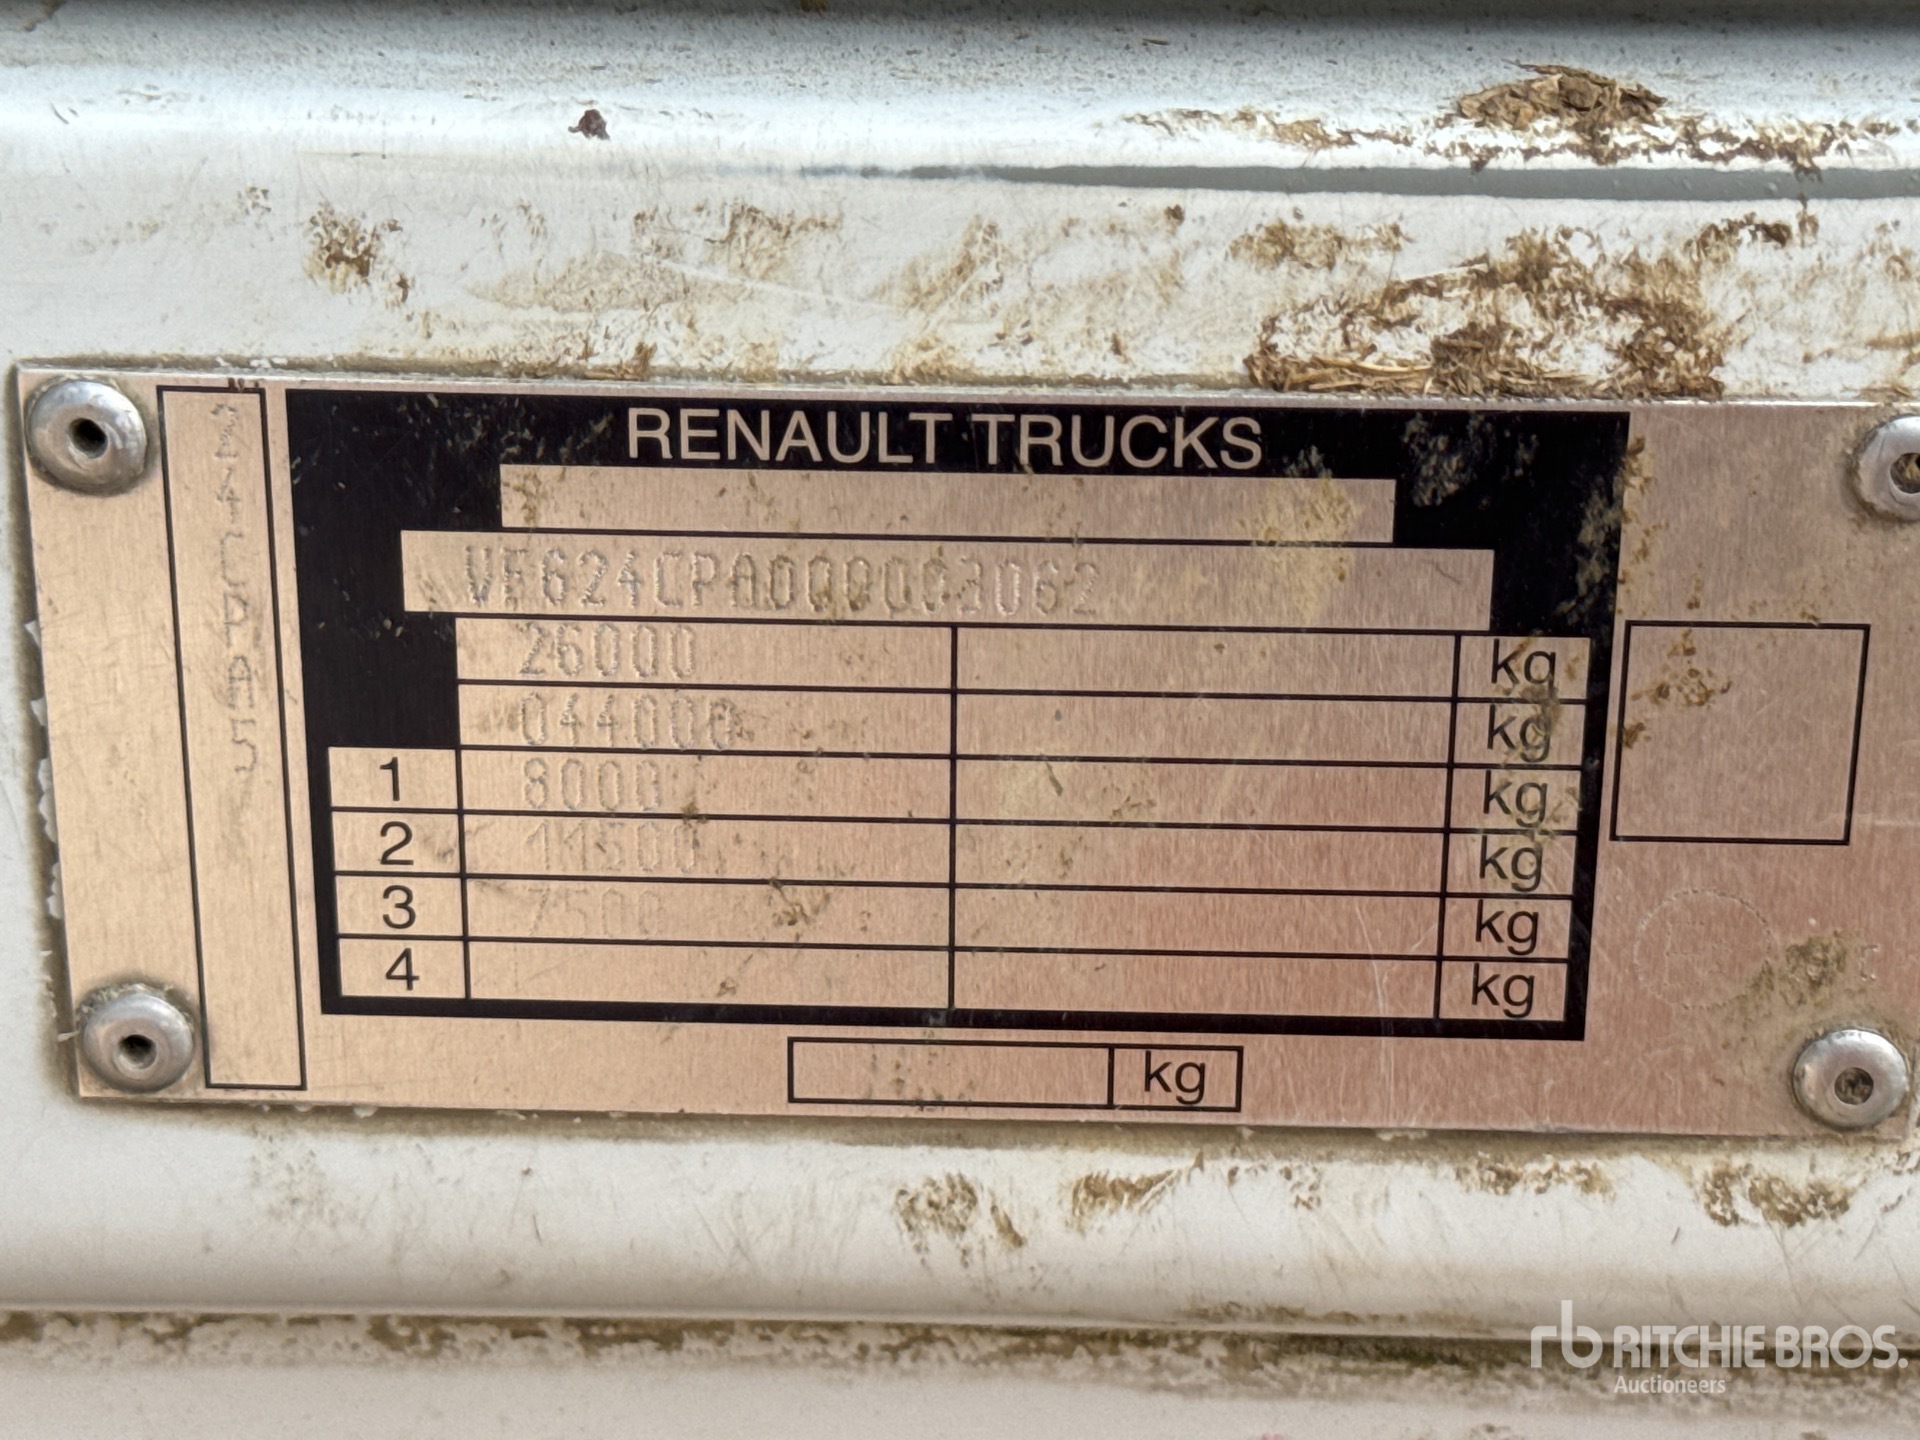 RENAULT TRUCKS
VF624CPA000003062
26000 kg
044000 kg
1 8000 kg
2 11500 kg
3 7500 kg
4 kg
kg
rb RITCHIE BROS.
Auctioneers